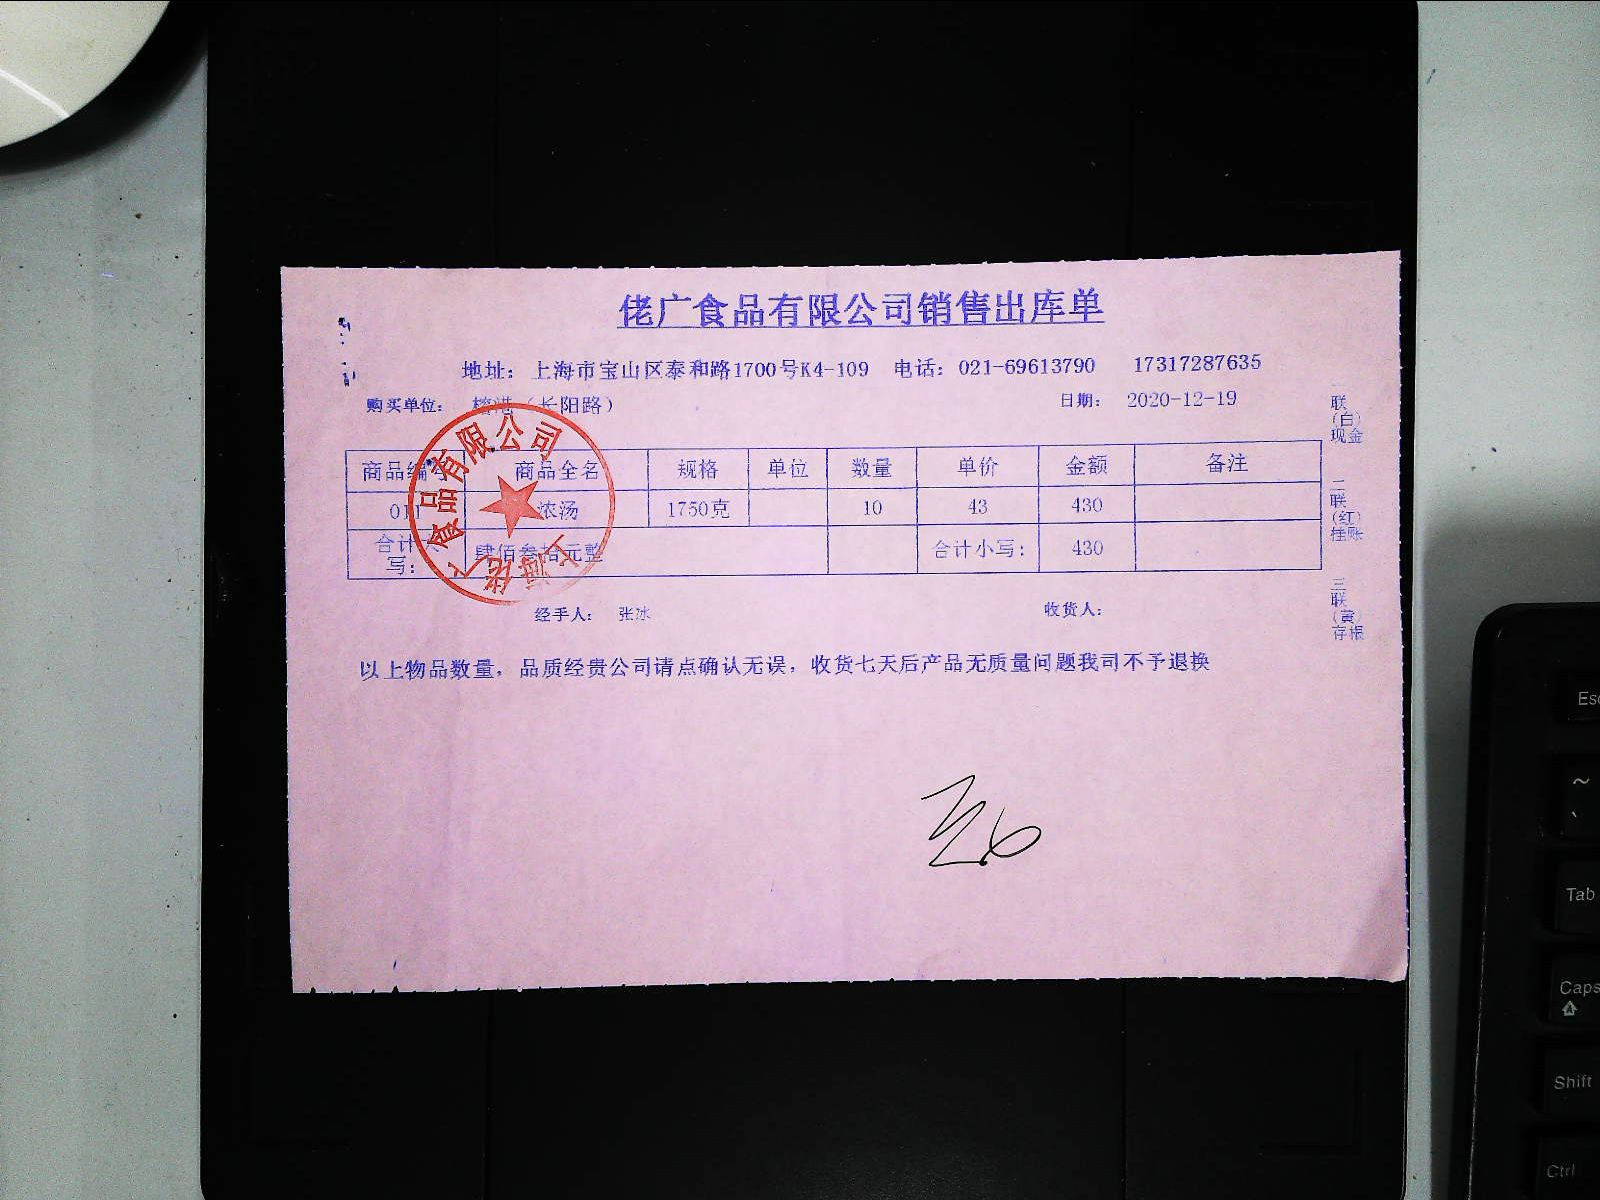 佬广食品有限公司销售出库单
地址：上海市宝山区泰和路1700号K4-109 电话：021-69613790 17317287635
购买单位： 榕港（长阳路） 日期： 2020-12-19
商品编号 商品全名 规格 单位 数量 单价 金额 备注
011 浓汤 1750克 10 43 430
合计大写： 肆佰叁拾元整 合计小写： 430
经手人： 张冰 收货人：
以上物品数量，品质经贵公司请点确认无误，收货七天后产品无质量问题我司不予退换
一联（白）现金
二联（红）挂账
三联（黄）存根
上海佬广食品有限公司
Esc
~
Tab
Caps
Shift
Ctrl